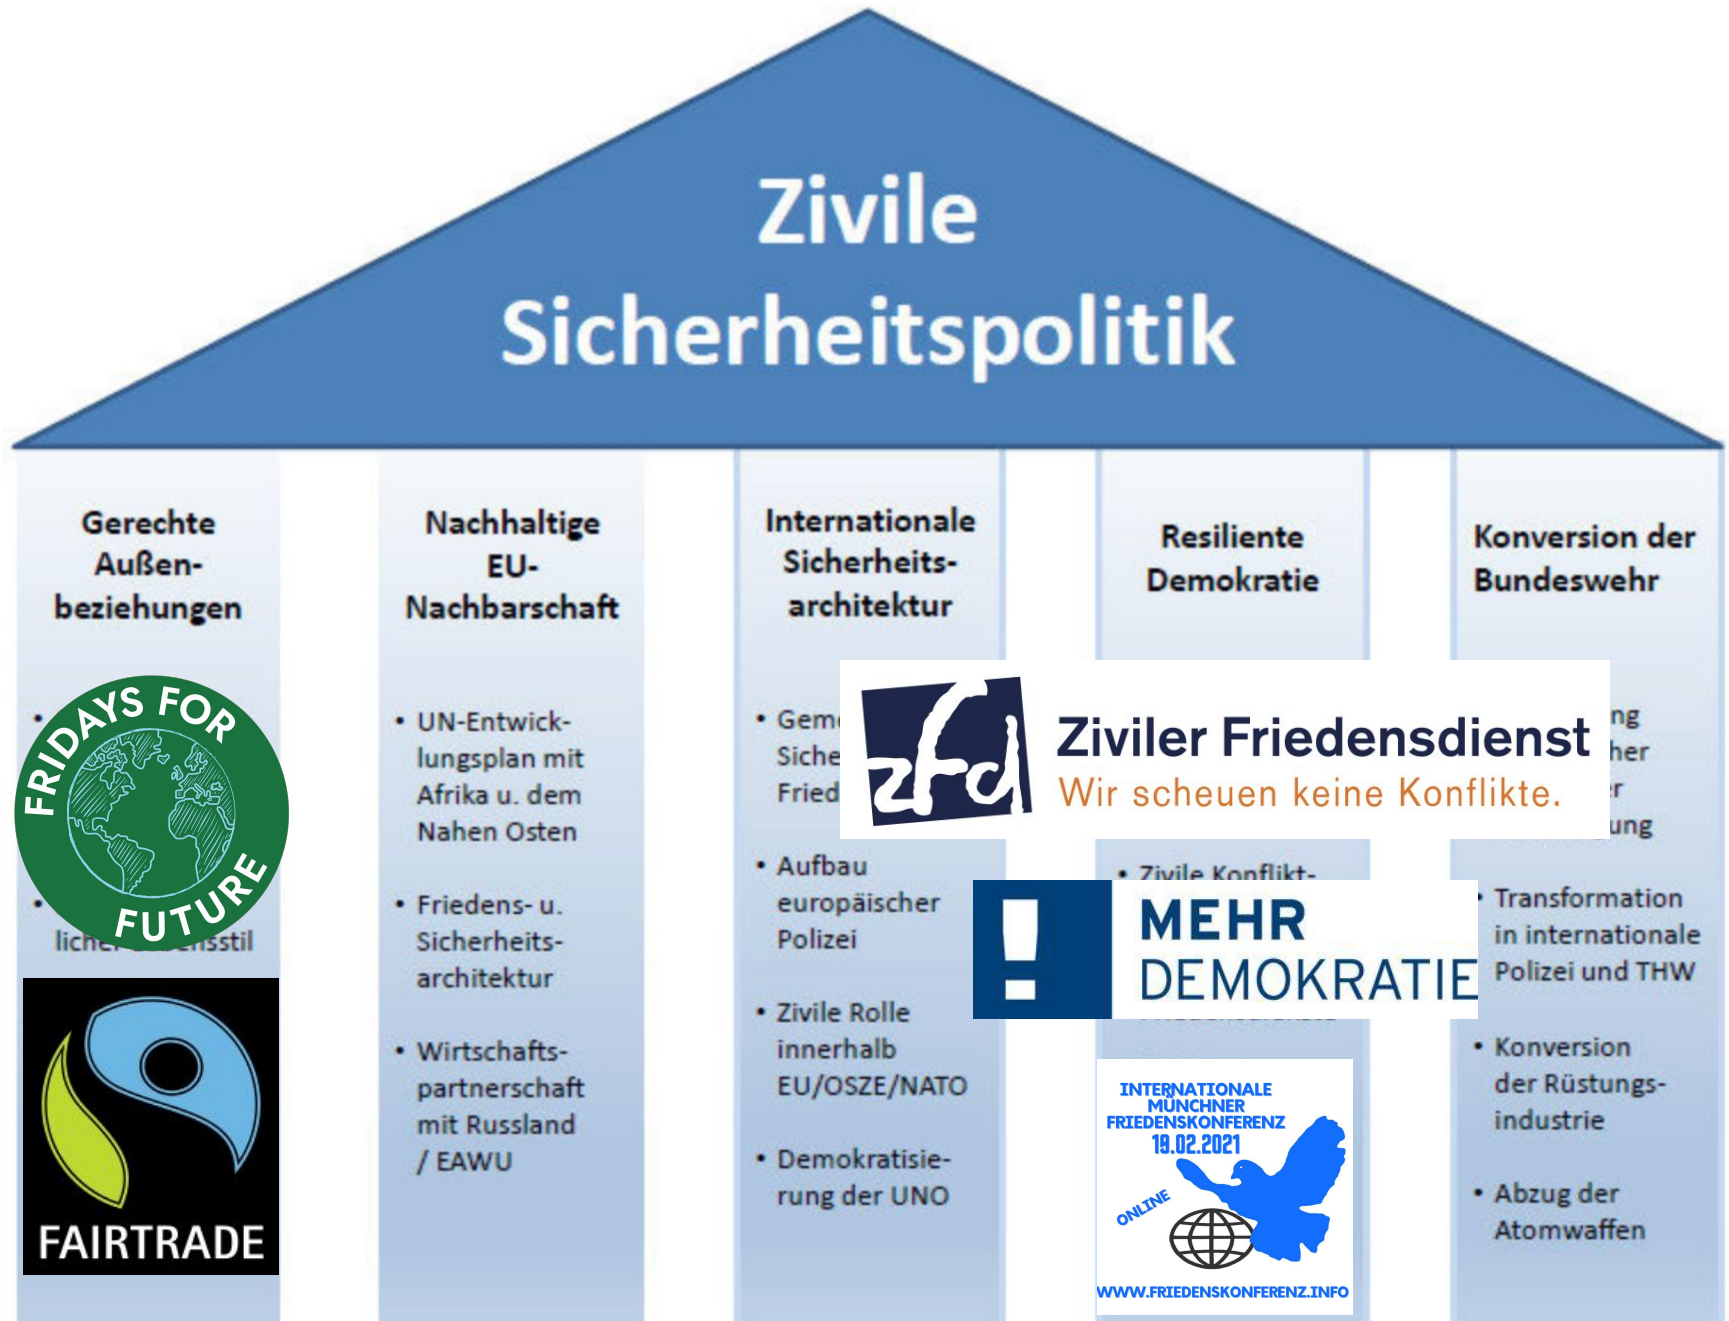 Zivile
Sicherheitspolitik
Gerechte
Außen-
beziehungen
FRIDAYS FOR
FUTURE
FAIRTRADE
Nachhaltige
EU-
Nachbarschaft
• UN-Entwick-
lungsplan mit
Afrika u. dem
Nahen Osten
• Friedens- u.
Sicherheits-
architektur
• Wirtschafts-
partnerschaft
mit Russland
/ EAWU
Internationale
Sicherheits-
architektur
• Aufbau
europäischer
Polizei
• Zivile Rolle
innerhalb
EU/OSZE/NATO
• Demokratisie-
rung der UNO
Resiliente
Demokratie
zfd
Ziviler Friedensdienst
Wir scheuen keine Konflikte.
• Zivile Konflikt-
!
MEHR
DEMOKRATIE
INTERNATIONALE
MÜNCHNER
FRIEDENSKONFERENZ
19.02.2021
ONLINE
WWW.FRIEDENSKONFERENZ.INFO
Konversion der
Bundeswehr
• Transformation
in internationale
Polizei und THW
• Konversion
der Rüstungs-
industrie
• Abzug der
Atomwaffen